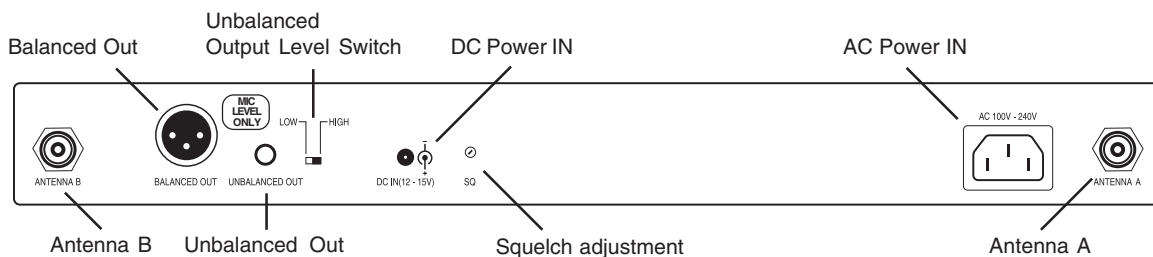 Unbalanced
Output Level Switch
Balanced Out
DC Power IN
AC Power IN
MIC
LEVEL
ONLY
LOW
HIGH
AC 100V - 240V
- 
+
ANTENNA B
BALANCED OUT
UNBALANCED OUT
DC IN(12 - 15V)
SQ
ANTENNA A
Antenna B
Unbalanced Out
Squelch adjustment
Antenna A